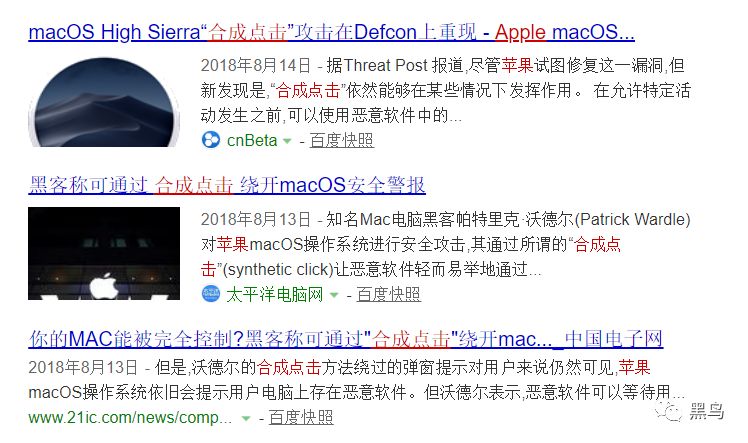 macOS High Sierra“合成点击”攻击在Defcon上重现 - Apple macOS...
2018年8月14日 - 据Threat Post 报道,尽管苹果试图修复这一漏洞,但
新发现是,“合成点击”依然能够在某些情况下发挥作用。 在允许特定活
动发生之前,可以使用恶意软件中的...
cnBeta - 百度快照
黑客称可通过 合成点击 绕开macOS安全警报
2018年8月13日 - 知名Mac电脑黑客帕特里克·沃德尔(Patrick Wardle)
对苹果macOS操作系统进行安全攻击,其通过所谓的“合成点
击”(synthetic click)让恶意软件轻而易举地通过...
太平洋电脑网 - 百度快照
你的MAC能被完全控制?黑客称可通过"合成点击"绕开mac..._中国电子网
2018年8月13日 - 但是,沃德尔的合成点击方法绕过的弹窗提示对用户来说仍然可见,苹果
macOS操作系统依旧会提示用户电脑上存在恶意软件。但沃德尔表示,恶意软件可以等待用...
www.21ic.com/news/comp... - 百度快照
黑鸟